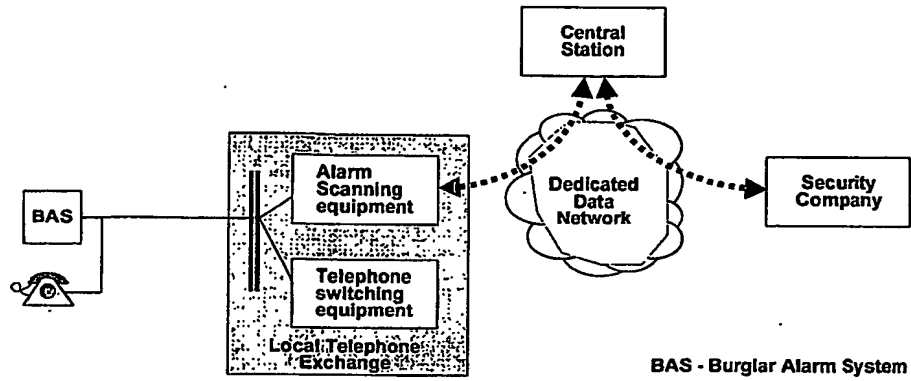 Central
Station
Alarm
Scanning
equipment
BAS
Dedicated
Data
Network
Security
Company
Telephone
switching
equipment
Local Telephone
Exchange
BAS - Burglar Alarm System